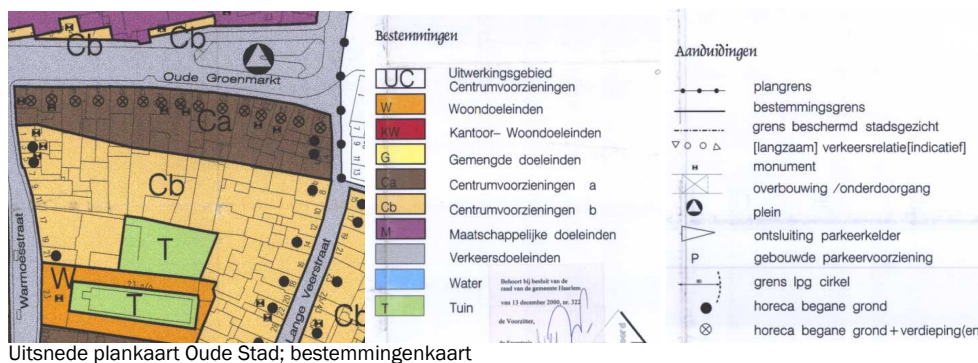 Cb
Cb
Oude Groenmarkt
Ca
Cb
T
W
T
Warmoesstraat
Lange Veerstraat
Cb
Bestemmingen
UC Uitwerkingsgebied
Centrumvoorzieningen
W Woondoeleinden
KW Kantoor- Woondoeleinden
G Gemengde doeleinden
Ca Centrumvoorzieningen a
Cb Centrumvoorzieningen b
M Maatschappelijke doeleinden
Verkeersdoeleinden
Water
T Tuin
Behoort bij besluit van de
raad van de gemeente Haarlem
van 13 december 2000, nr. 322
de Voorzitter,
Aanduidingen
plangrens
bestemmingsgrens
grens beschermd stadsgezicht
[langzaam] verkeersrelatie[indicatief]
monument
overbouwing /onderdoorgang
plein
ontsluiting parkeerkelder
P gebouwde parkeervoorziening
grens lpg cirkel
horeca begane grond
horeca begane grond+verdieping(en
Uitsnede plankaart Oude Stad; bestemmingenkaart